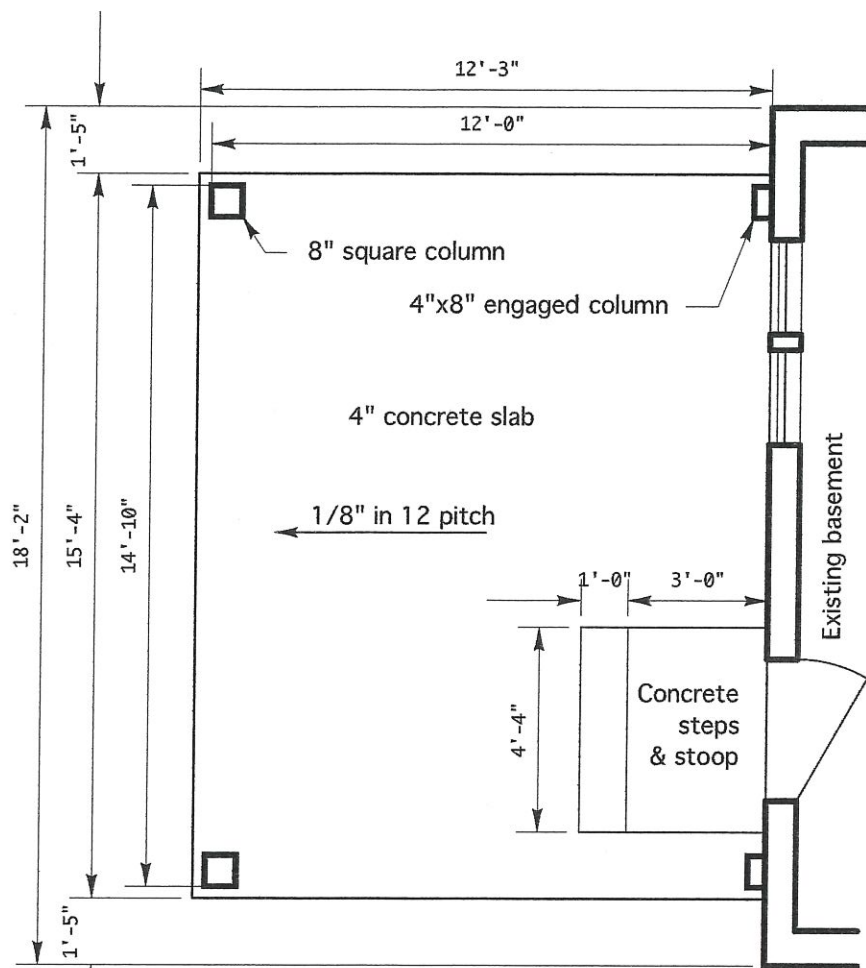 12'-3"
12'-0"
1'-5"
8" square column
4"x8" engaged column
4" concrete slab
1/8" in 12 pitch
18'-2"
15'-4"
14'-10"
1'-0"
3'-0"
Existing basement
4'-4"
Concrete
steps
& stoop
1'-5"